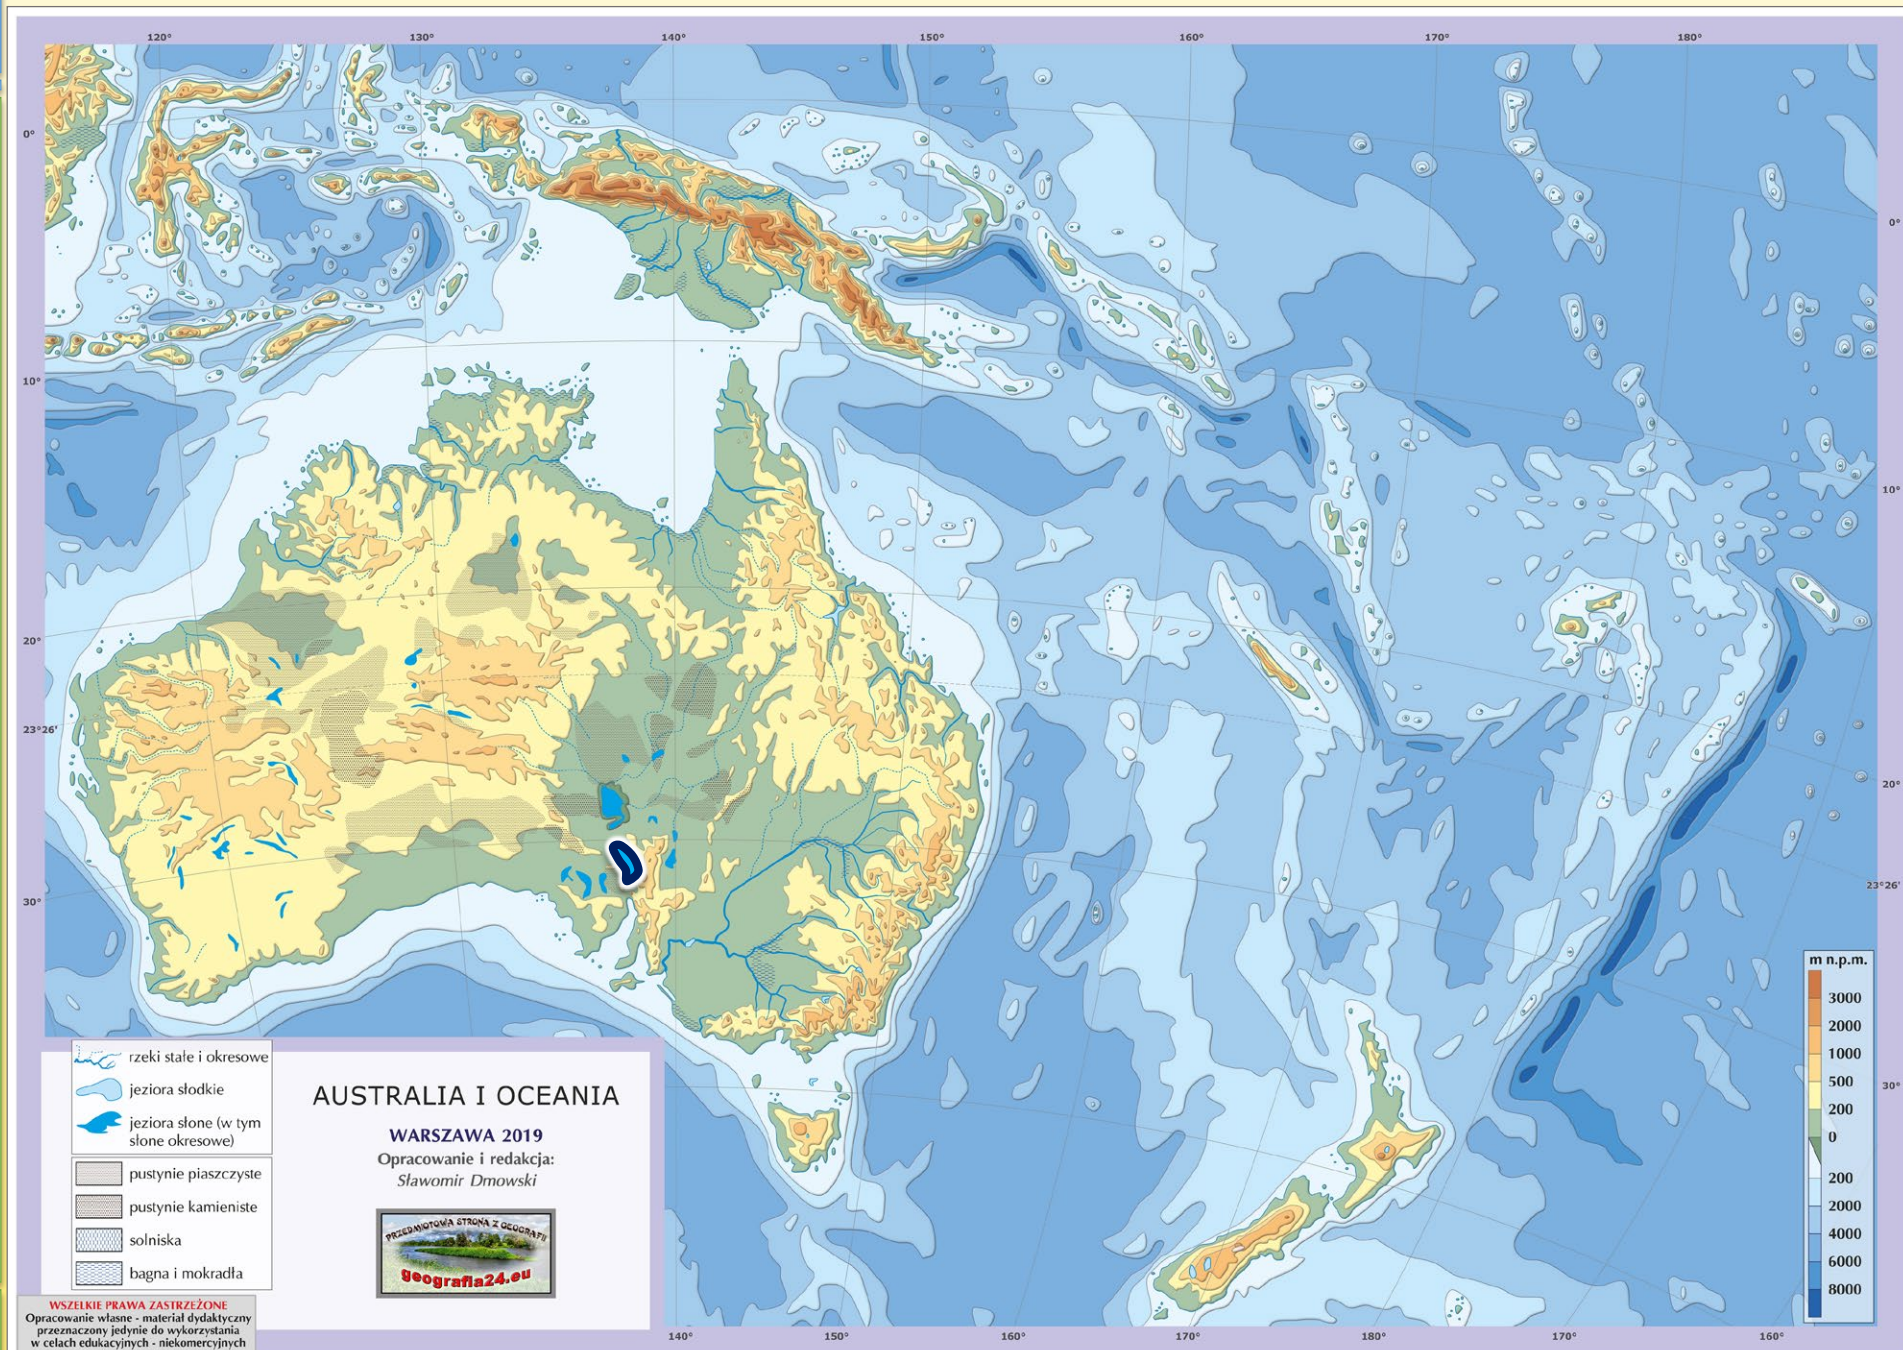 120°
130°
140°
150°
160°
170°
180°
0°
10°
20°
23°26'
30°
0°
10°
20°
23°26'
30°
m n.p.m.
3000
2000
1000
500
200
0
200
2000
4000
6000
8000
rzeki stałe i okresowe
jeziora słodkie
jeziora słone (w tym
słone okresowe)
pustynie piaszczyste
pustynie kamieniste
solniska
bagna i mokradła
AUSTRALIA I OCEANIA
WARSZAWA 2019
Opracowanie i redakcja:
Sławomir Dmowski
PRZEDMIOTOWA STRONA Z GEOGRAFII
geografia24.eu
WSZELKIE PRAWA ZASTRZEŻONE
Opracowanie własne - materiał dydaktyczny
przeznaczony jedynie do wykorzystania
w celach edukacyjnych - niekomercyjnych
140°
150°
160°
170°
180°
170°
160°